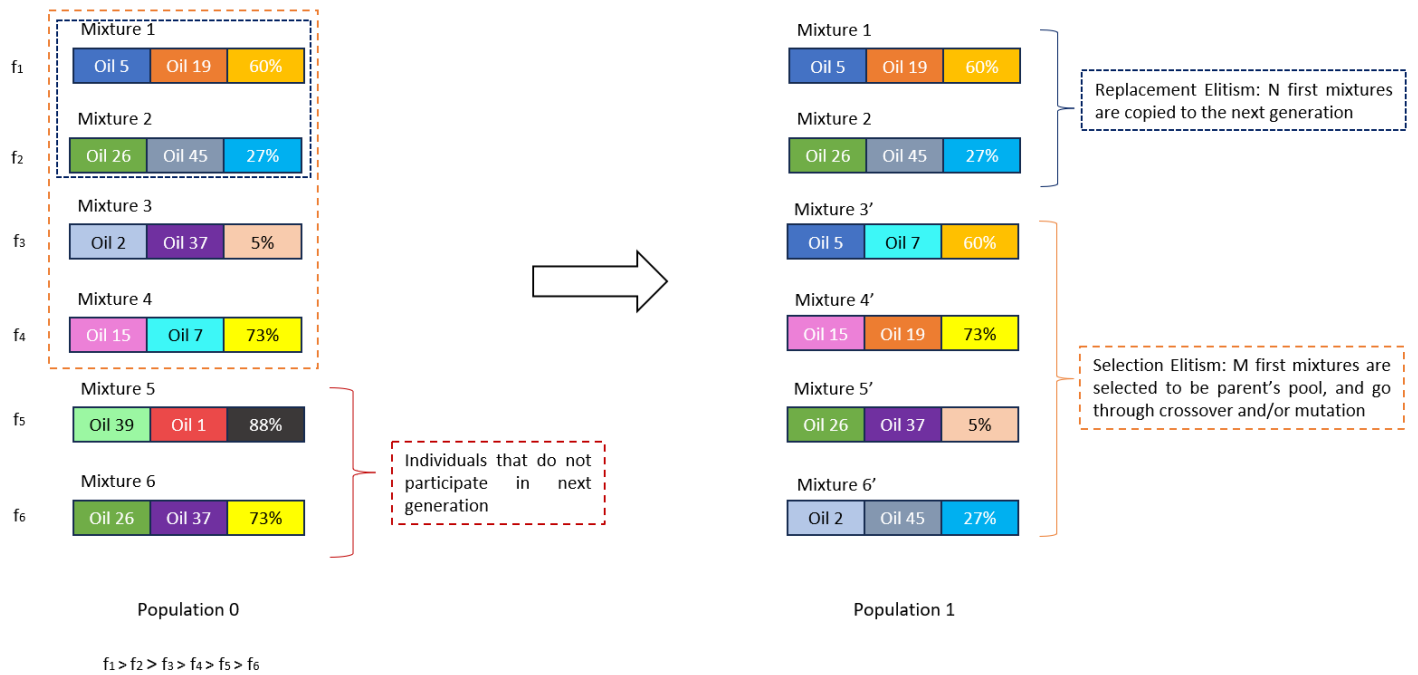 Mixture 1
f₁
Oil 5 Oil 19 60%
Mixture 2
f₂
Oil 26 Oil 45 27%
Mixture 3
f₃
Oil 2 Oil 37 5%
Mixture 4
f₄
Oil 15 Oil 7 73%
Mixture 5
f₅
Oil 39 Oil 1 88%
Mixture 6
f₆
Oil 26 Oil 37 73%
Individuals that do not
participate in next
generation
Population 0
f₁ > f₂ > f₃ > f₄ > f₅ > f₆
Mixture 1
Oil 5 Oil 19 60%
Mixture 2
Oil 26 Oil 45 27%
Replacement Elitism: N first mixtures
are copied to the next generation
Mixture 3’
Oil 5 Oil 7 60%
Mixture 4’
Oil 15 Oil 19 73%
Mixture 5’
Oil 26 Oil 37 5%
Mixture 6’
Oil 2 Oil 45 27%
Selection Elitism: M first mixtures are
selected to be parent’s pool, and go
through crossover and/or mutation
Population 1